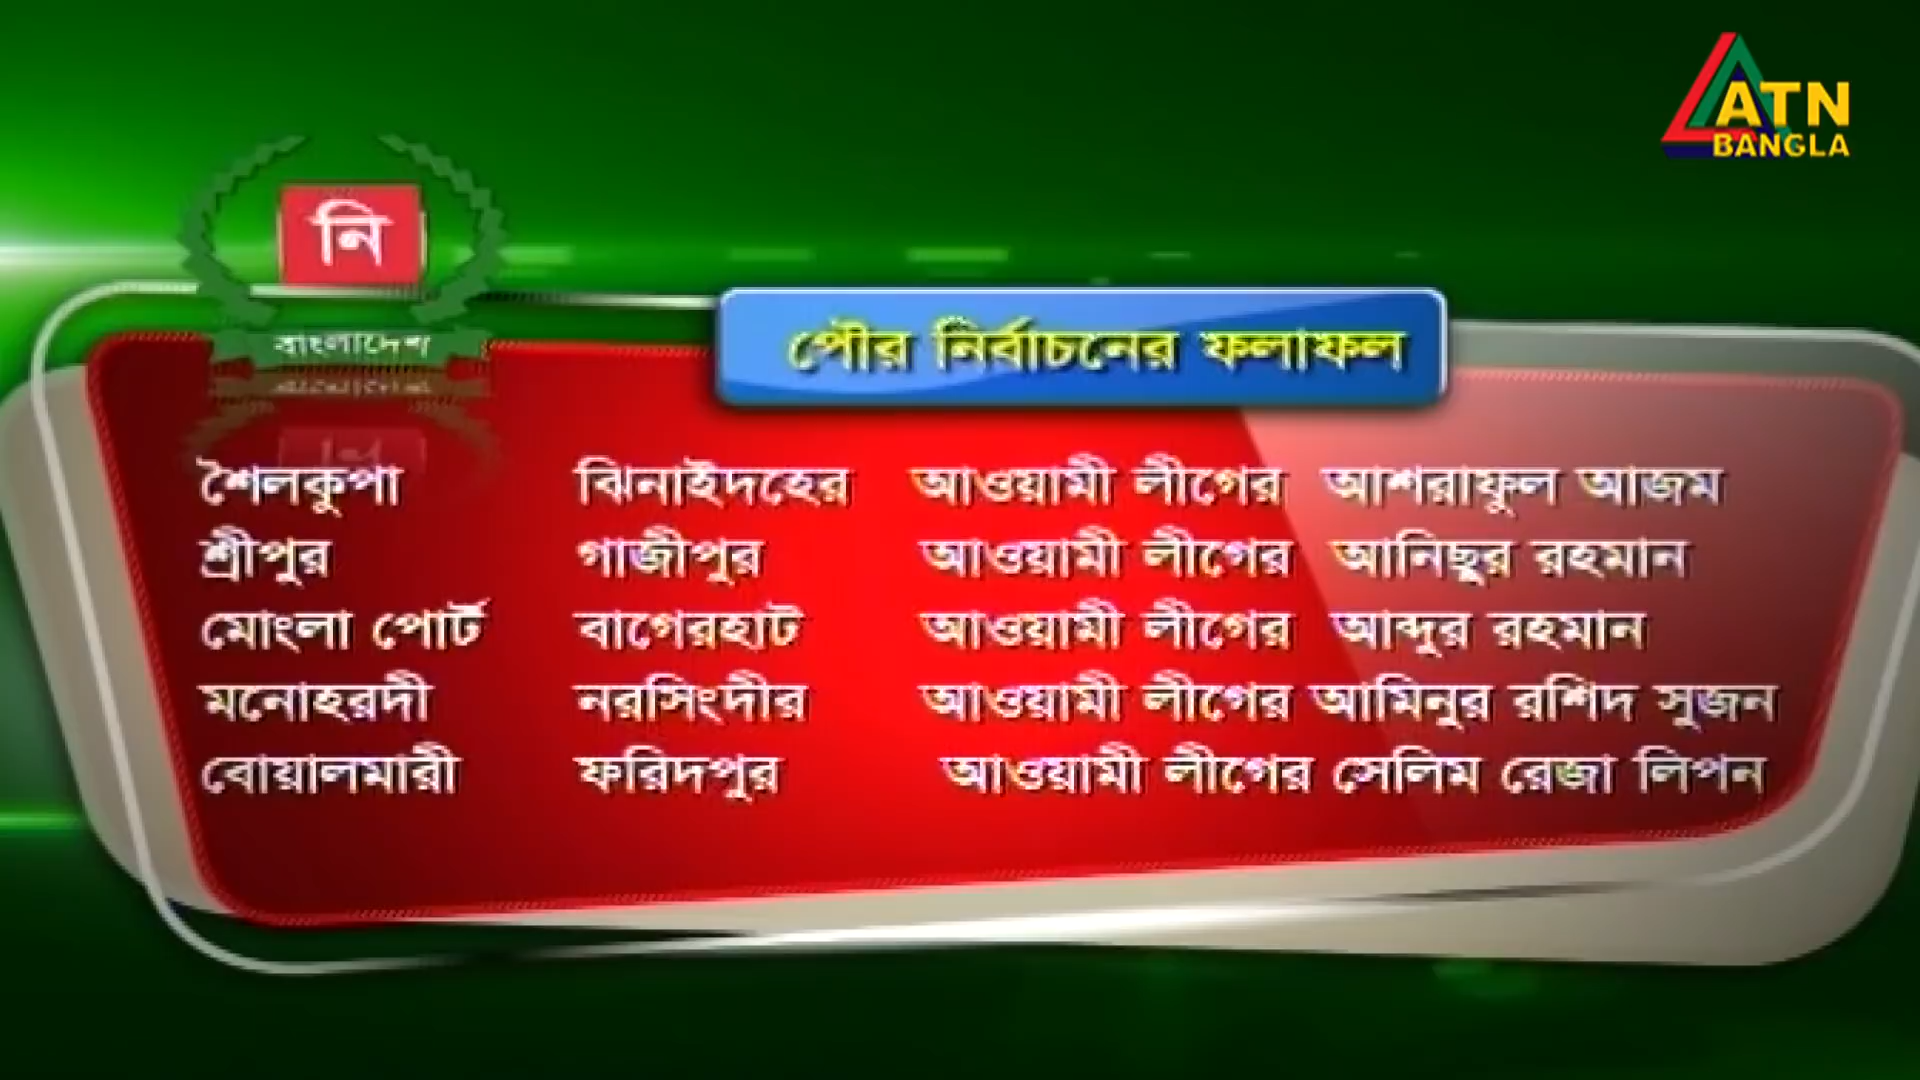 ATN
BANGLA
নি
বাংলাদেশ
পৌর নির্বাচনের ফলাফল
শৈলকুপা ঝিনাইদহের আওয়ামী লীগের আশরাফুল আজম
শ্রীপুর গাজীপুর আওয়ামী লীগের আনিছুর রহমান
মোংলা পোর্ট বাগেরহাট আওয়ামী লীগের আব্দুর রহমান
মনোহরদী নরসিংদীর আওয়ামী লীগের আমিনুর রশিদ সুজন
বোয়ালমারী ফরিদপুর আওয়ামী লীগের সেলিম রেজা লিপন